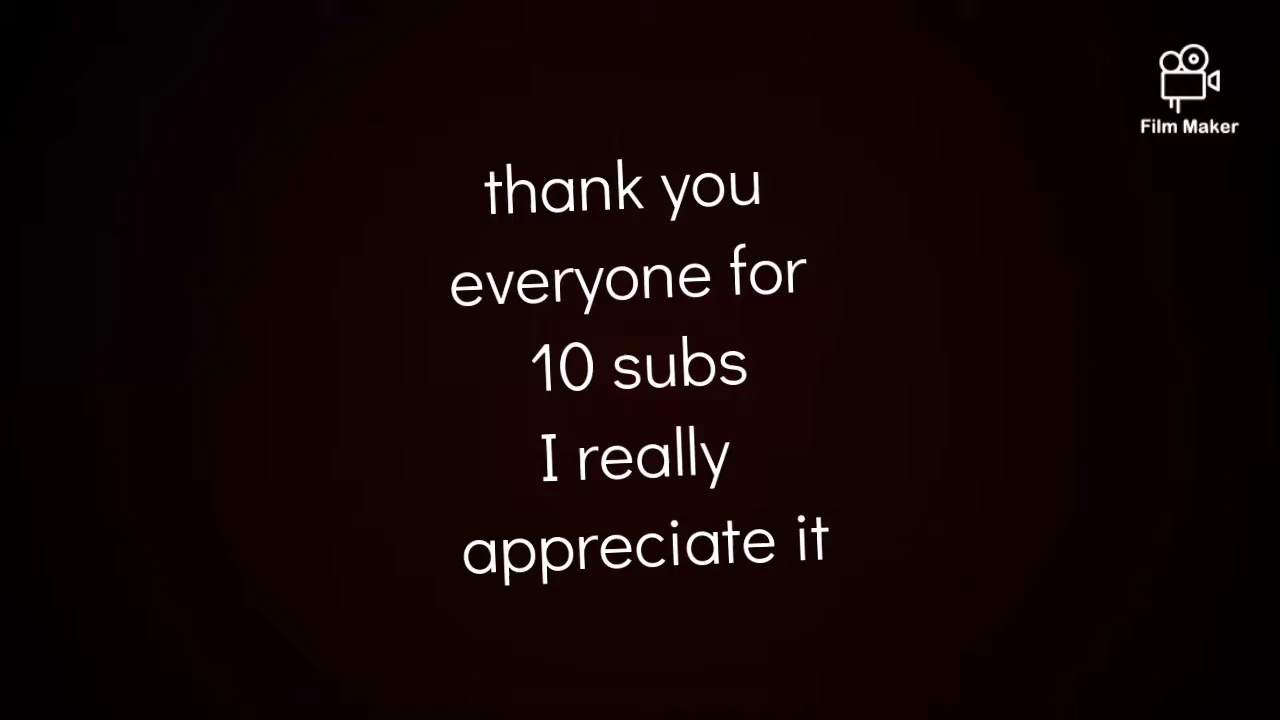 Film Maker
thank you
everyone for
10 subs
I really
appreciate it